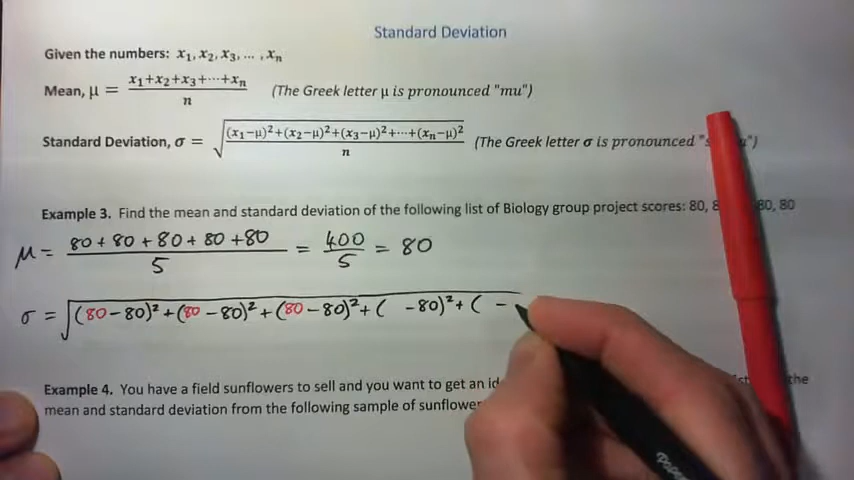 Standard Deviation
Given the numbers: x₁, x₂, x₃, … , xₙ
Mean, μ = x₁+x₂+x₃+⋯+xₙ / n (The Greek letter μ is pronounced "mu")
Standard Deviation, σ = √((x₁−μ)²+(x₂−μ)²+(x₃−μ)²+⋯+(xₙ−μ)² / n) (The Greek letter σ is pronounced "
Example 3. Find the mean and standard deviation of the following list of Biology group project scores: 80, 80, 80
μ = 80 + 80 + 80 + 80 + 80 / 5 = 400 / 5 = 80
σ = √(80 − 80)² + (80 − 80)² + (80 − 80)² + ( − 80)² + ( −
Example 4. You have a field sunflowers to sell and you want to get an the
mean and standard deviation from the following sample of